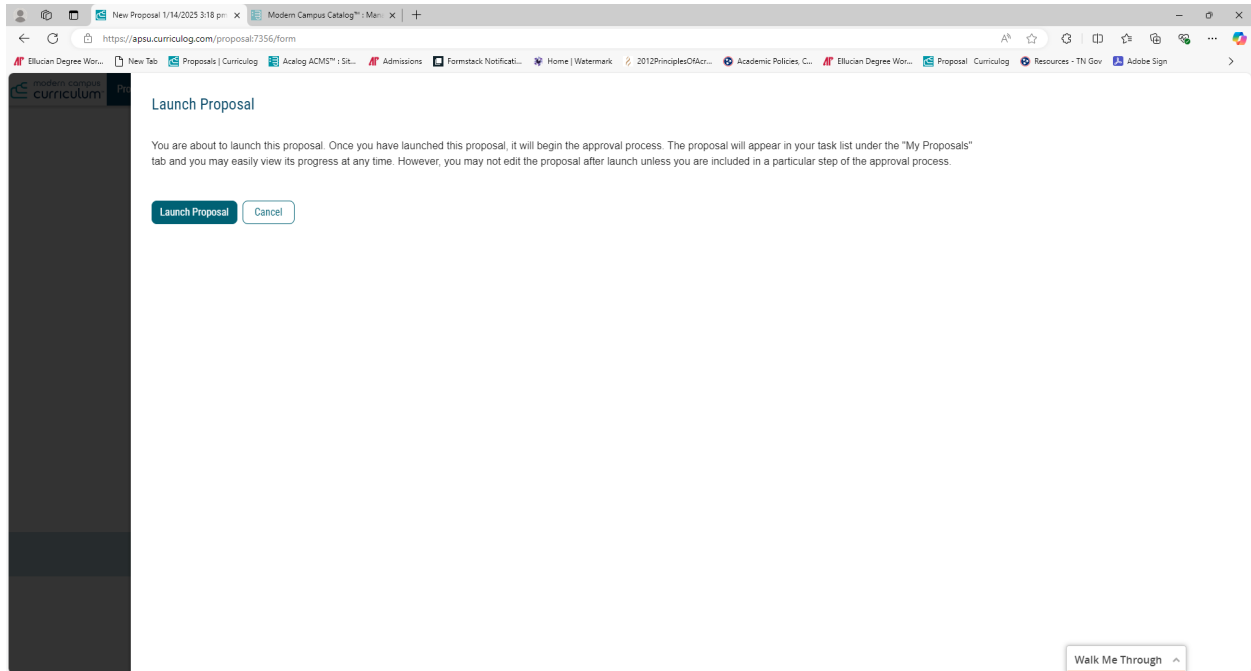 New Proposal 1/14/2025 3:18 pm
Modern Campus Catalog™ : Man
https://apsu.curriculog.com/proposal:7356/form
Ellucian Degree Wor...
New Tab
Proposals | Curriculog
Acalog ACMS™ : Sit...
Admissions
Formstack Notificati...
Home | Watermark
2012PrinciplesOfAcr...
Academic Policies, C...
Ellucian Degree Wor...
Proposal Curriculog
Resources - TN Gov
Adobe Sign
modern campus
curriculum
Pro
Launch Proposal
You are about to launch this proposal. Once you have launched this proposal, it will begin the approval process. The proposal will appear in your task list under the "My Proposals"
tab and you may easily view its progress at any time. However, you may not edit the proposal after launch unless you are included in a particular step of the approval process.
Launch Proposal
Cancel
Walk Me Through